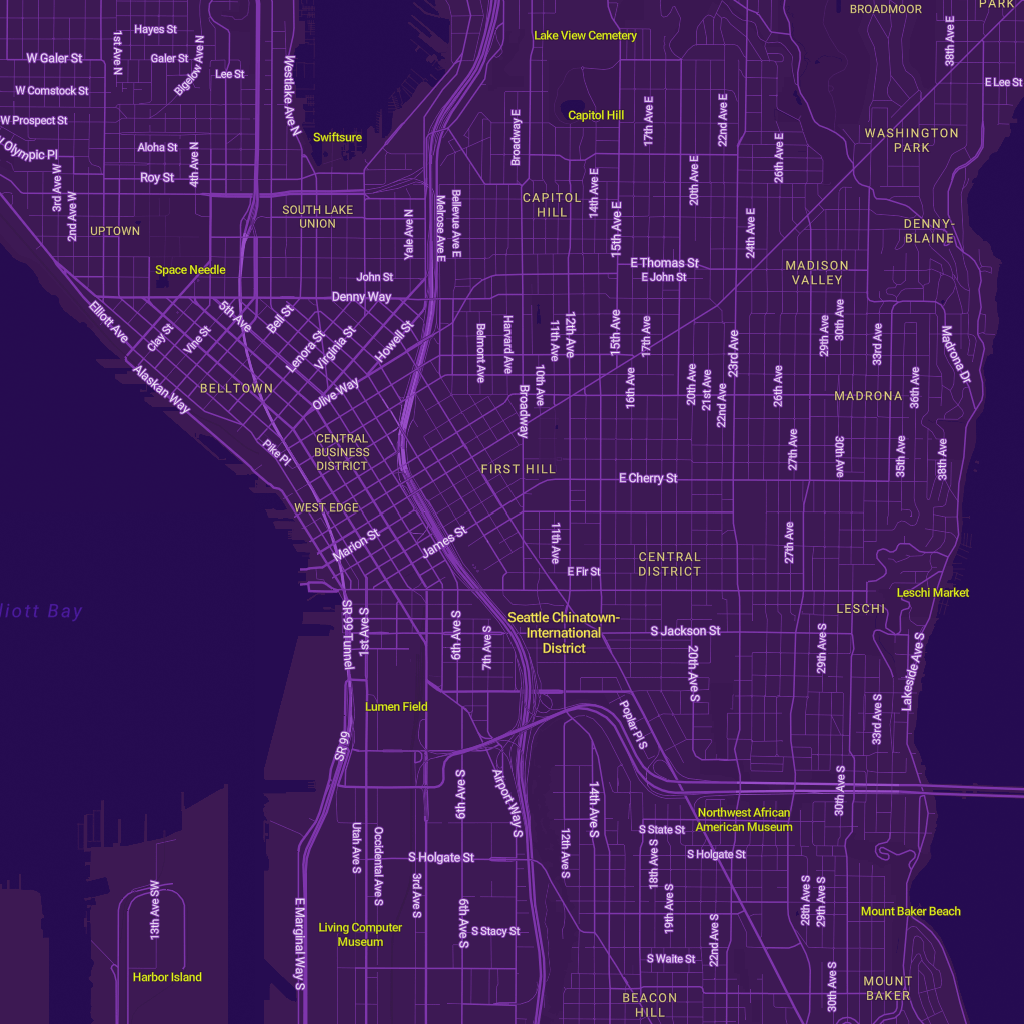 BROADMOOR
PARK
Hayes St
Lake View Cemetery
38th Ave E
1st Ave N
W Galer St
Galer St
Bigelow Ave N
Lee St
Westlake Ave N
E Lee St
W Comstock St
W Prospect St
Capitol Hill
17th Ave E
22nd Ave E
Swiftsure
Broadway E
WASHINGTON
PARK
Olympic Pl
Aloha St
4th Ave N
26th Ave E
Roy St
20th Ave E
3rd Ave W
2nd Ave W
14th Ave E
CAPITOL
HILL
SOUTH LAKE
UNION
Yale Ave N
Melrose Ave E
Bellevue Ave E
15th Ave E
24th Ave E
UPTOWN
DENNY-
BLAINE
Space Needle
John St
E Thomas St
E John St
MADISON
VALLEY
Denny Way
Elliott Ave
Clay St
Vine St
5th Ave
Bell St
Lenora St
Virginia St
Howell St
Belmont Ave
Harvard Ave
11th Ave
12th Ave
15th Ave
17th Ave
23rd Ave
29th Ave
30th Ave
33rd Ave
Madrona Dr
Alaskan Way
BELLTOWN
Olive Way
10th Ave
Broadway
16th Ave
20th Ave
21st Ave
22nd Ave
26th Ave
MADRONA
36th Ave
Pike Pl
CENTRAL
BUSINESS
DISTRICT
FIRST HILL
E Cherry St
27th Ave
30th Ave
35th Ave
38th Ave
WEST EDGE
Marion St
James St
11th Ave
27th Ave
E Fir St
CENTRAL
DISTRICT
Leschi Market
LESCHI
liott Bay
SR 99 Tunnel
1st Ave S
6th Ave S
7th Ave S
Seattle Chinatown-
International
District
S Jackson St
20th Ave S
29th Ave S
Lakeside Ave S
Lumen Field
Poplar Pl S
33rd Ave S
SR 99
6th Ave S
Airport Way S
14th Ave S
30th Ave S
Northwest African
American Museum
S State St
Utah Ave S
Occidental Ave S
S Holgate St
12th Ave S
18th Ave S
S Holgate St
3rd Ave S
13th Ave SW
E Marginal Way S
6th Ave S
19th Ave S
28th Ave S
29th Ave S
Mount Baker Beach
Living Computer
Museum
S Stacy St
22nd Ave S
S Waite St
Harbor Island
30th Ave S
MOUNT
BAKER
BEACON
HILL